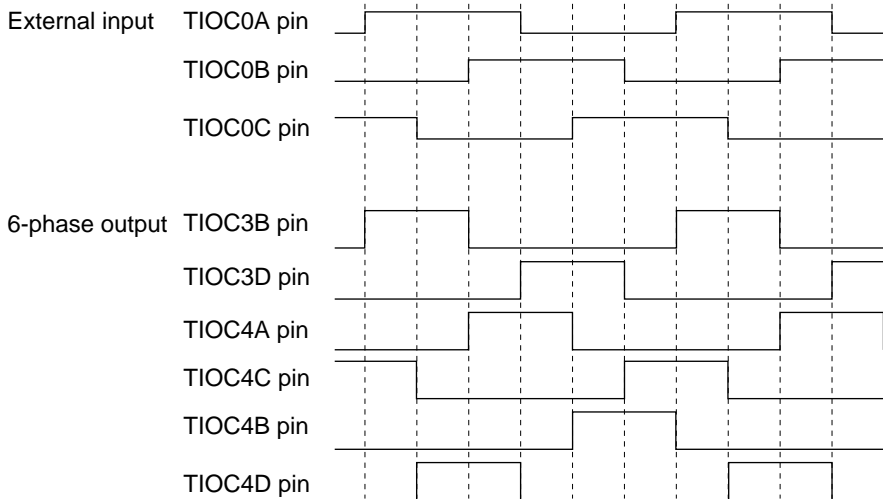 External input TIOC0A pin
TIOC0B pin
TIOC0C pin
6-phase output TIOC3B pin
TIOC3D pin
TIOC4A pin
TIOC4C pin
TIOC4B pin
TIOC4D pin